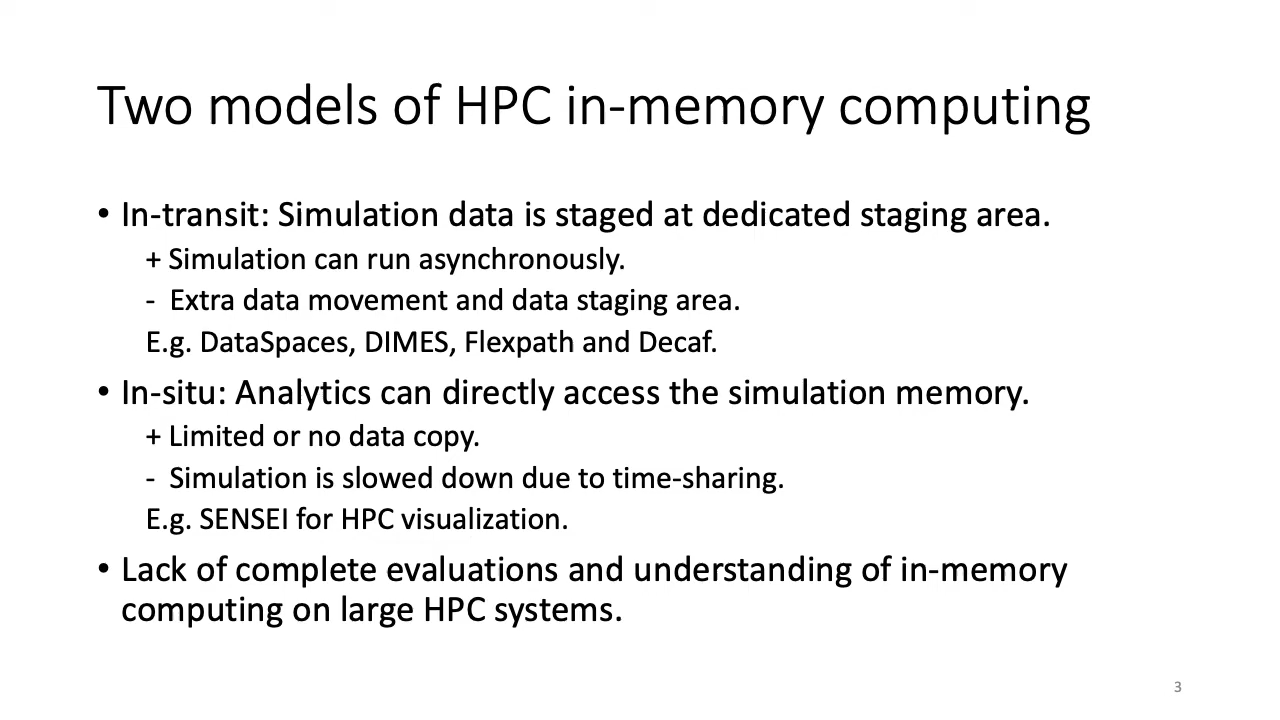 Two models of HPC in-memory computing
• In-transit: Simulation data is staged at dedicated staging area.
+ Simulation can run asynchronously.
- Extra data movement and data staging area.
E.g. DataSpaces, DIMES, Flexpath and Decaf.
• In-situ: Analytics can directly access the simulation memory.
+ Limited or no data copy.
- Simulation is slowed down due to time-sharing.
E.g. SENSEI for HPC visualization.
• Lack of complete evaluations and understanding of in-memory
computing on large HPC systems.
3